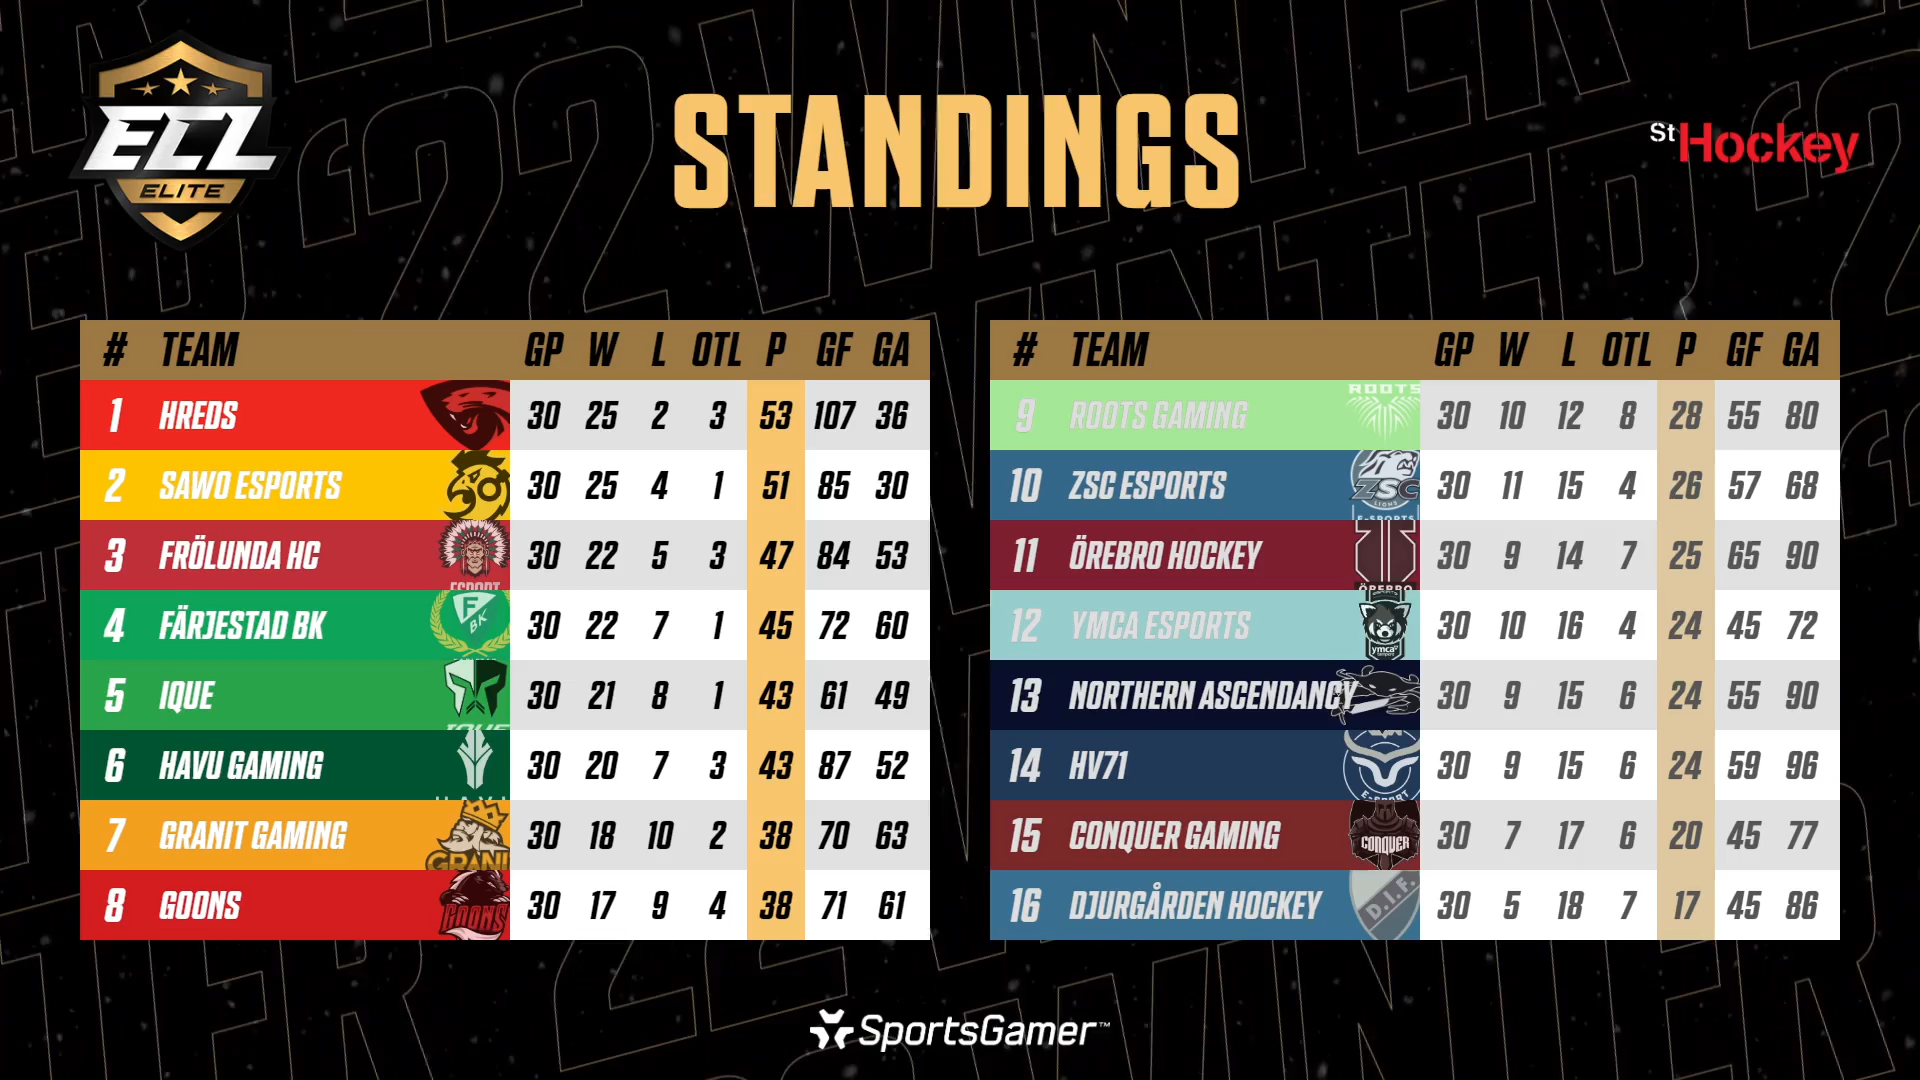 ECL
ELITE
STANDINGS
St Hockey
# TEAM GP W L OTL P GF GA
1 HREDS 30 25 2 3 53 107 36
2 SAWO ESPORTS 30 25 4 1 51 85 30
3 FRÖLUNDA HC 30 22 5 3 47 84 53
4 FÄRJESTAD BK 30 22 7 1 45 72 60
5 IQUE 30 21 8 1 43 61 49
6 HAVU GAMING 30 20 7 3 43 87 52
7 GRANIT GAMING 30 18 10 2 38 70 63
8 GOONS 30 17 9 4 38 71 61
# TEAM GP W L OTL P GF GA
9 ROOTS GAMING ROOTS 30 10 12 8 28 55 80
10 ZSC ESPORTS ZSC LIONS 30 11 15 4 26 57 68
11 ÖREBRO HOCKEY 30 9 14 7 25 65 90
12 YMCA ESPORTS ymca 30 10 16 4 24 45 72
13 NORTHERN ASCENDANCY 30 9 15 6 24 55 90
14 HV71 30 9 15 6 24 59 96
15 CONQUER GAMING CONQUER 30 7 17 6 20 45 77
16 DJURGÅRDEN HOCKEY D.I.F. 30 5 18 7 17 45 86
SportsGamer™